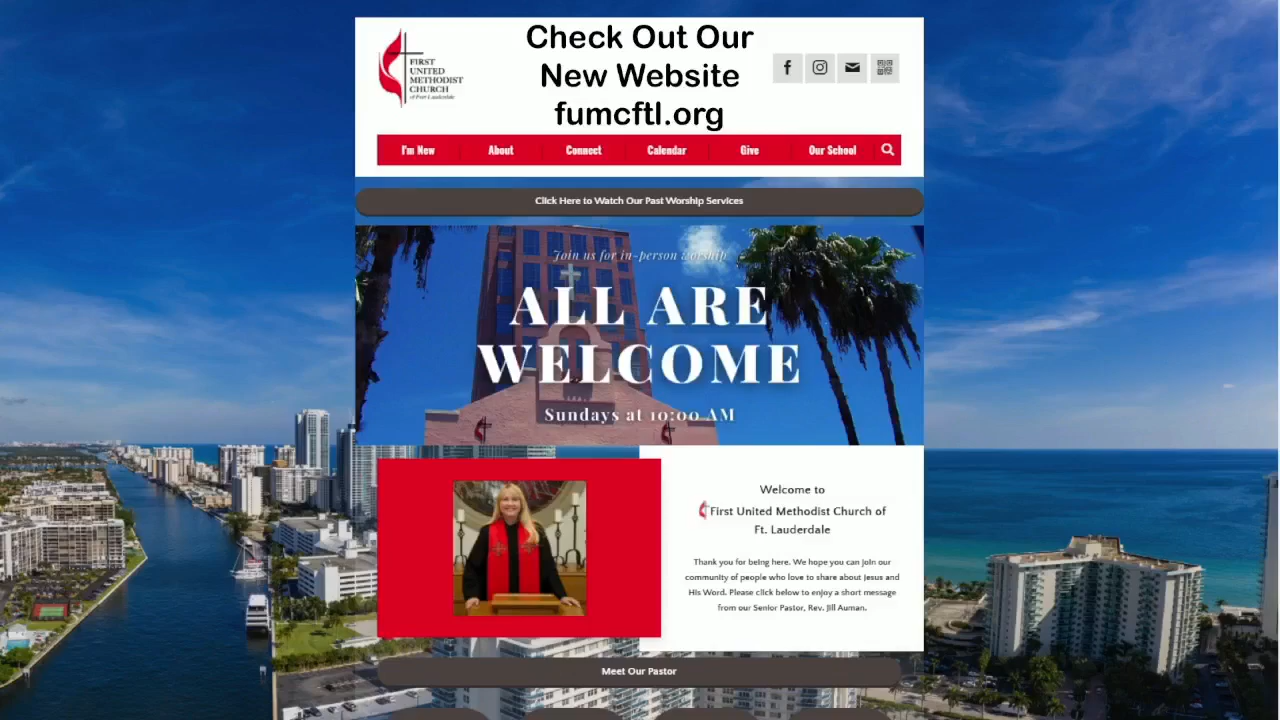 Check Out Our
New Website
fumcftl.org
FIRST
UNITED
METHODIST
CHURCH
of Fort Lauderdale
I'm New
About
Connect
Calendar
Give
Our School
Click Here to Watch Our Past Worship Services
Join us for in-person worship
ALL ARE
WELCOME
Sundays at 10:00 AM
Welcome to
First United Methodist Church of
Ft. Lauderdale
Thank you for being here. We hope you can join our
community of people who love to share about Jesus and
His Word. Please click below to enjoy a short message
from our Senior Pastor, Rev. Jill Auman.
Meet Our Pastor